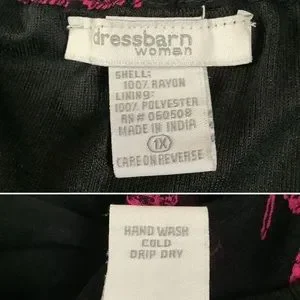 dressbarn
woman
SHELL:
100% RAYON
LINING:
100% POLYESTER
RN # 060508
MADE IN INDIA
1X
CARE ON REVERSE
HAND WASH
COLD
DRIP DRY